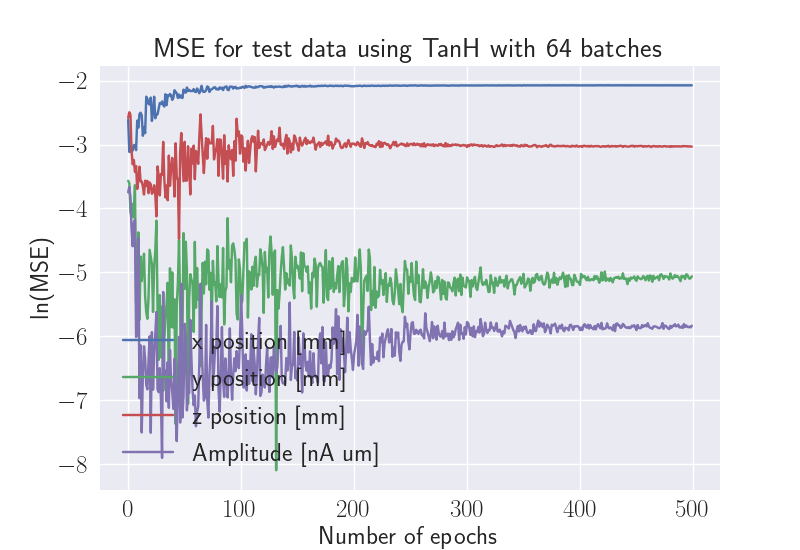 MSE for test data using TanH with 64 batches
−2
−3
−4
−5
−6
−7
−8
ln(MSE)
x position [mm]
y position [mm]
z position [mm]
Amplitude [nA um]
0 100 200 300 400 500
Number of epochs